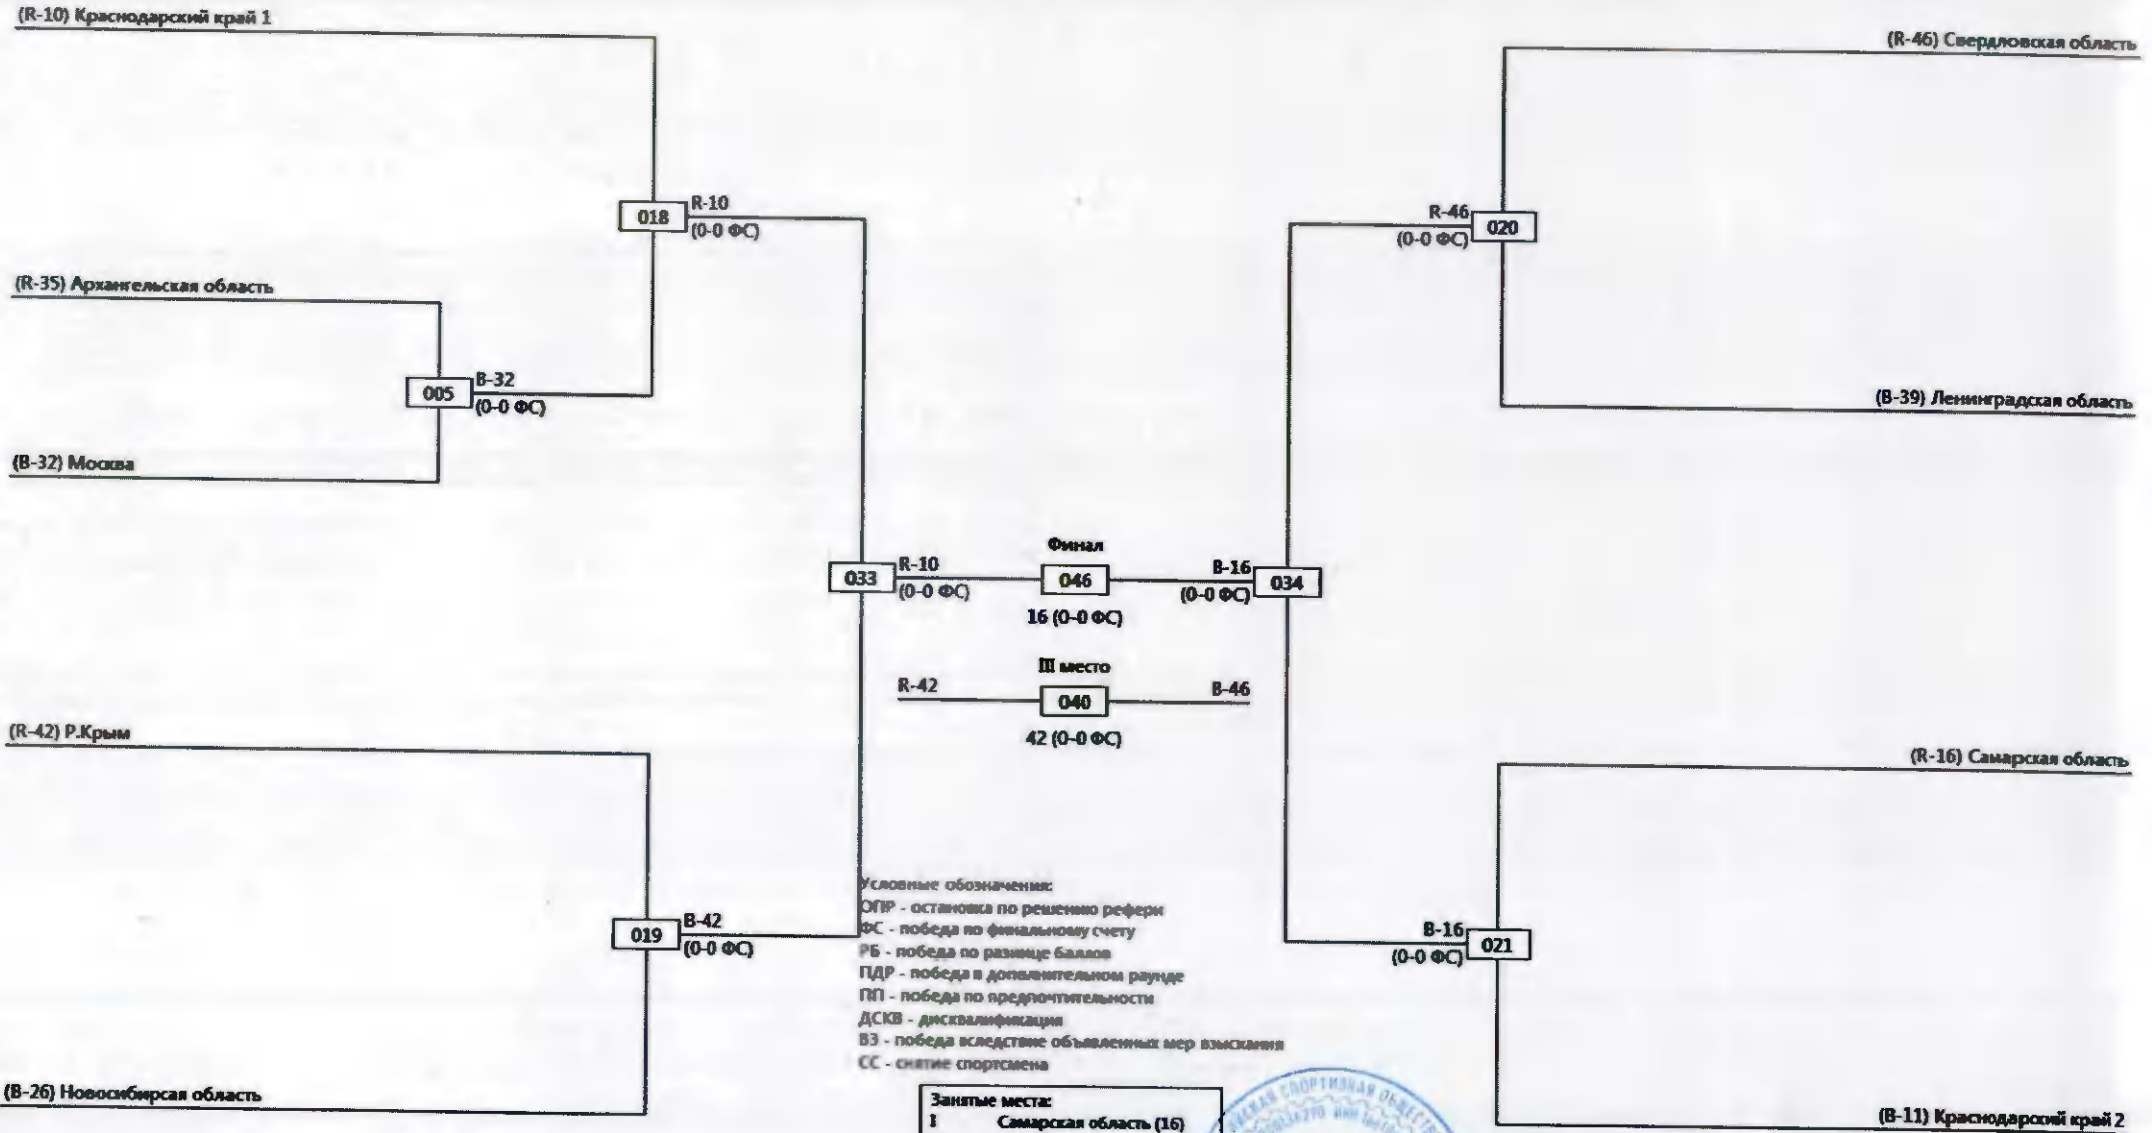 (R-10) Краснодарский край 1
(R-46) Свердловская область
018
R-10
(0-0 ФС)
R-46
(0-0 ФС)
020
(R-35) Архангельская область
005
B-32
(0-0 ФС)
(B-39) Ленинградская область
(B-32) Москва
033
R-10
(0-0 ФС)
Финал
046
16 (0-0 ФС)
B-16
(0-0 ФС)
034
III место
R-42
040
B-46
42 (0-0 ФС)
(R-42) Р.Крым
(R-16) Самарская область
019
B-42
(0-0 ФС)
Условные обозначения:
ОПР - остановка по решению рефери
ФС - победа по финальному счету
РБ - победа по разнице баллов
ПДР - победа в дополнительном раунде
ПП - победа по предпочтительности
ДСКВ - дисквалификация
ВЗ - победа вследствие объявленных мер взыскания
СС - снятие спортсмена
B-16
(0-0 ФС)
021
(B-26) Новосибирсая область
Занятые места:
I Самарская область (16)
СПОРТИВНАЯ
(B-11) Краснодарский край 2